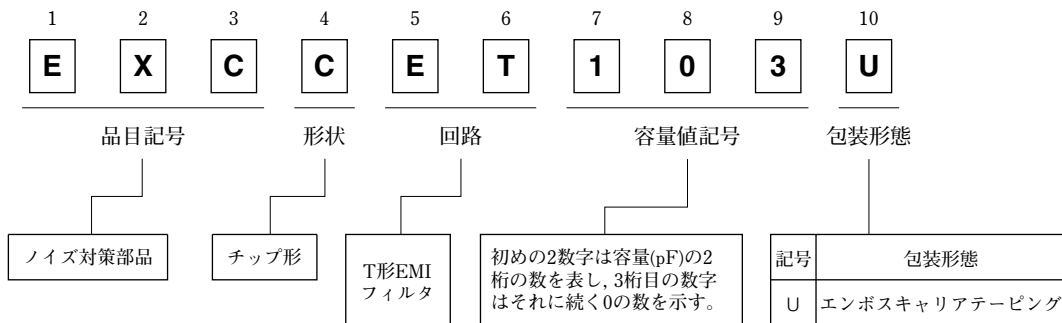 1 2 3 4 5 6 7 8 9 10
E X C C E T 1 0 3 U
品目記号 形状 回路 容量値記号 包装形態
ノイズ対策部品
チップ形
T形EMI
フィルタ
初めの2数字は容量(pF)の2
桁の数を表し, 3桁目の数字
はそれに続く0の数を示す。
記号 包装形態
U エンボスキャリアテーピング